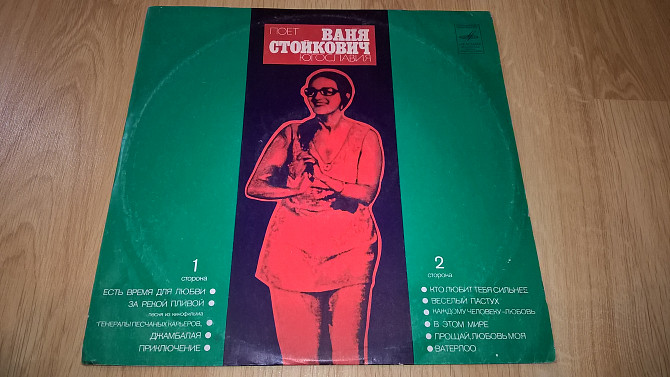 ПОЕТ
ВАНЯ
СТОЙКОВИЧ
ЮГОСЛАВИЯ
1
сторона
ЕСТЬ ВРЕМЯ ДЛЯ ЛЮБВИ
ЗА РЕКОЙ ПЛИВОЙ
песня из кинофильма
"ГЕНЕРАЛЫ ПЕСЧАНЫХ КАРЬЕРОВ"
ДЖАМБАЛАЯ
ПРИКЛЮЧЕНИЕ
2
сторона
КТО ЛЮБИТ ТЕБЯ СИЛЬНЕЕ
ВЕСЕЛЫЙ ПАСТУХ
КАЖДОМУ ЧЕЛОВЕКУ-ЛЮБОВЬ
В ЭТОМ МИРЕ
ПРОЩАЙ, ЛЮБОВЬ МОЯ
ВАТЕРЛОО